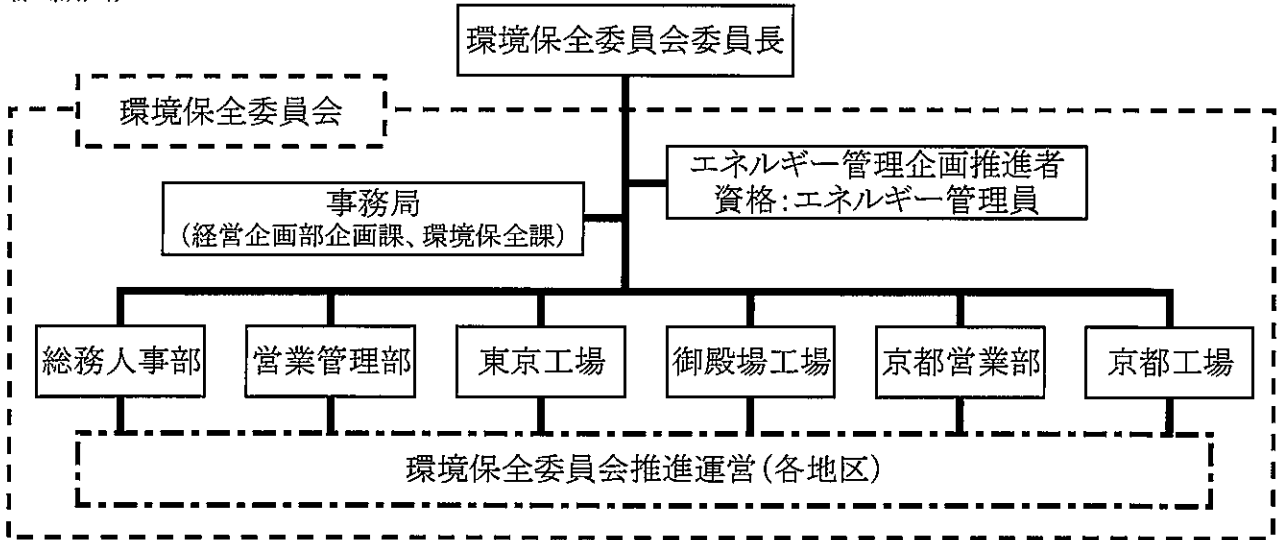 環境保全委員会委員長
環境保全委員会
エネルギー管理企画推進者
資格:エネルギー管理員
事務局
(経営企画部企画課、環境保全課)
総務人事部
営業管理部
東京工場
御殿場工場
京都営業部
京都工場
環境保全委員会推進運営(各地区)